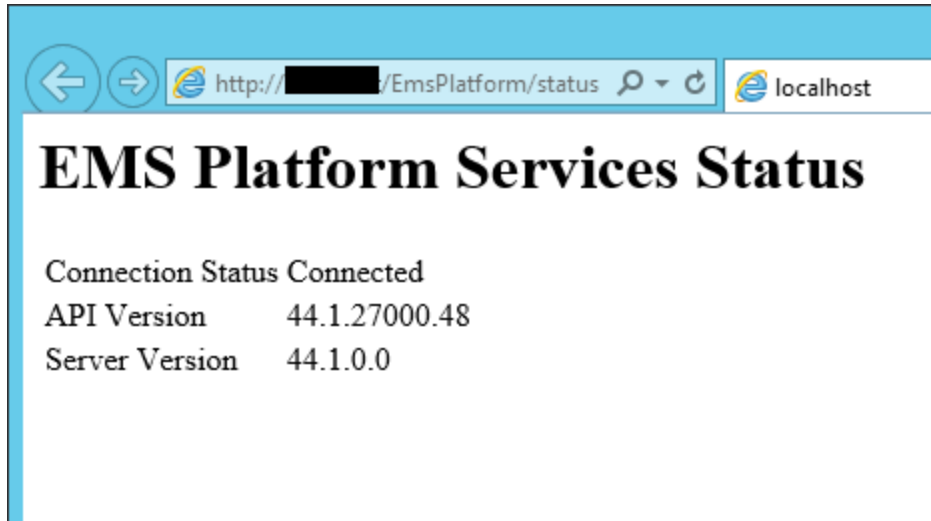 http:// /EmsPlatform/status localhost
EMS Platform Services Status
Connection Status Connected
API Version 44.1.27000.48
Server Version 44.1.0.0